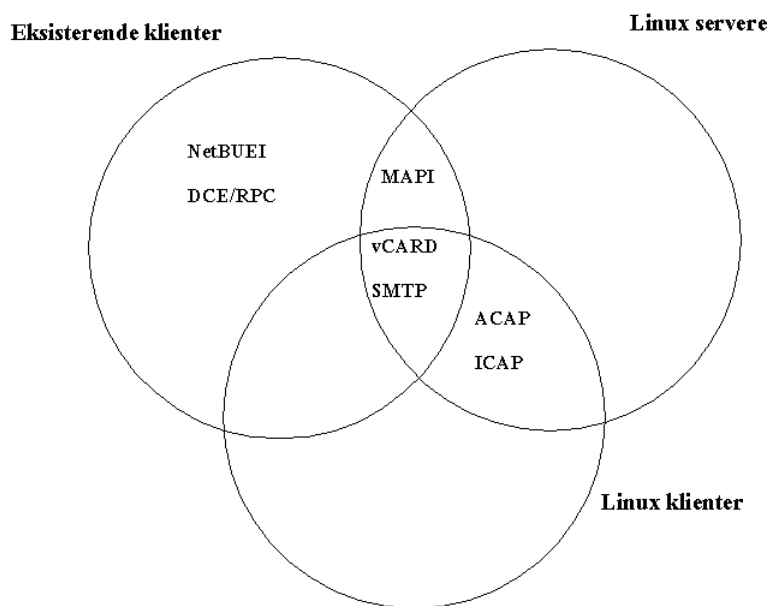 Eksisterende klienter
Linux servere
NetBUEI
DCE/RPC
MAPI
vCARD
SMTP
ACAP
ICAP
Linux klienter